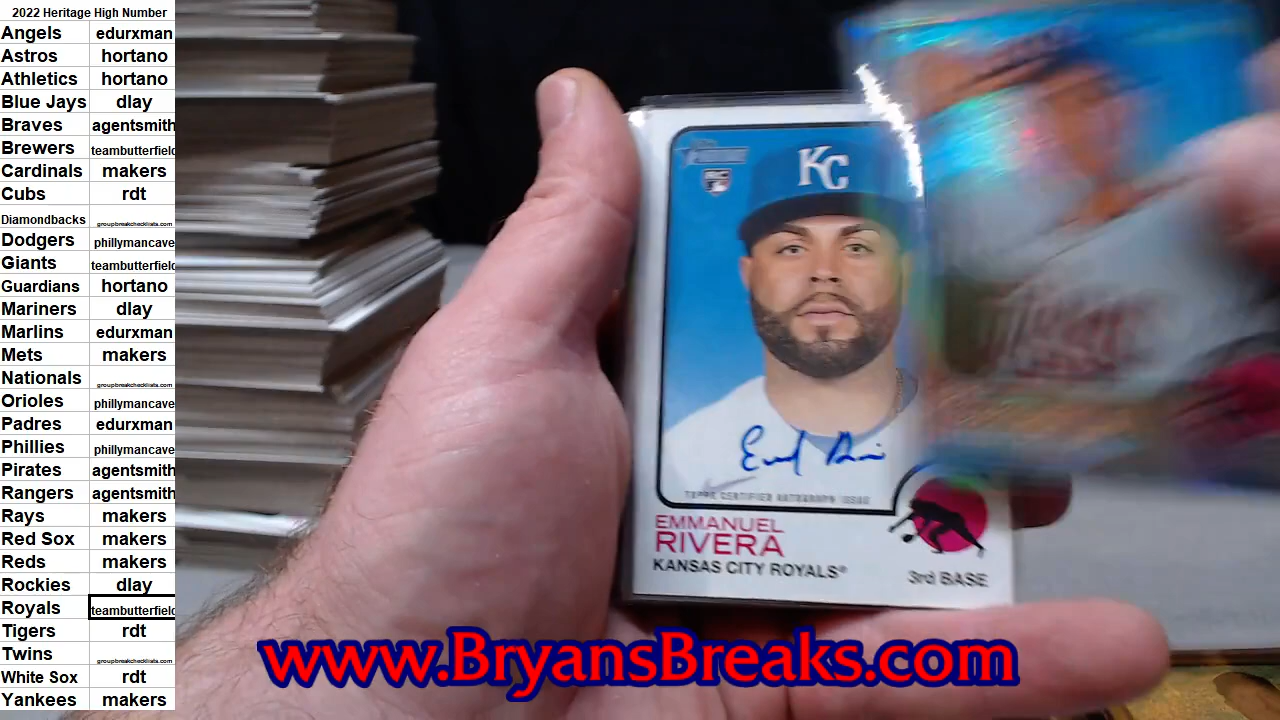 2022 Heritage High Number
Angels edurxman
Astros hortano
Athletics hortano
Blue Jays dlay
Braves agentsmith
Brewers teambutterfield
Cardinals makers
Cubs rdt
Diamondbacks groupbreakchecklists.com
Dodgers phillymancave
Giants teambutterfield
Guardians hortano
Mariners dlay
Marlins edurxman
Mets makers
Nationals groupbreakchecklists.com
Orioles phillymancave
Padres edurxman
Phillies phillymancave
Pirates agentsmith
Rangers agentsmith
Rays makers
Red Sox makers
Reds makers
Rockies dlay
Royals teambutterfield
Tigers rdt
Twins groupbreakchecklists.com
White Sox rdt
Yankees makers
KC
RC
TOPPS CERTIFIED AUTOGRAPH ISSUE
EMMANUEL
RIVERA
KANSAS CITY ROYALS®
3rd BASE
www.BryansBreaks.com